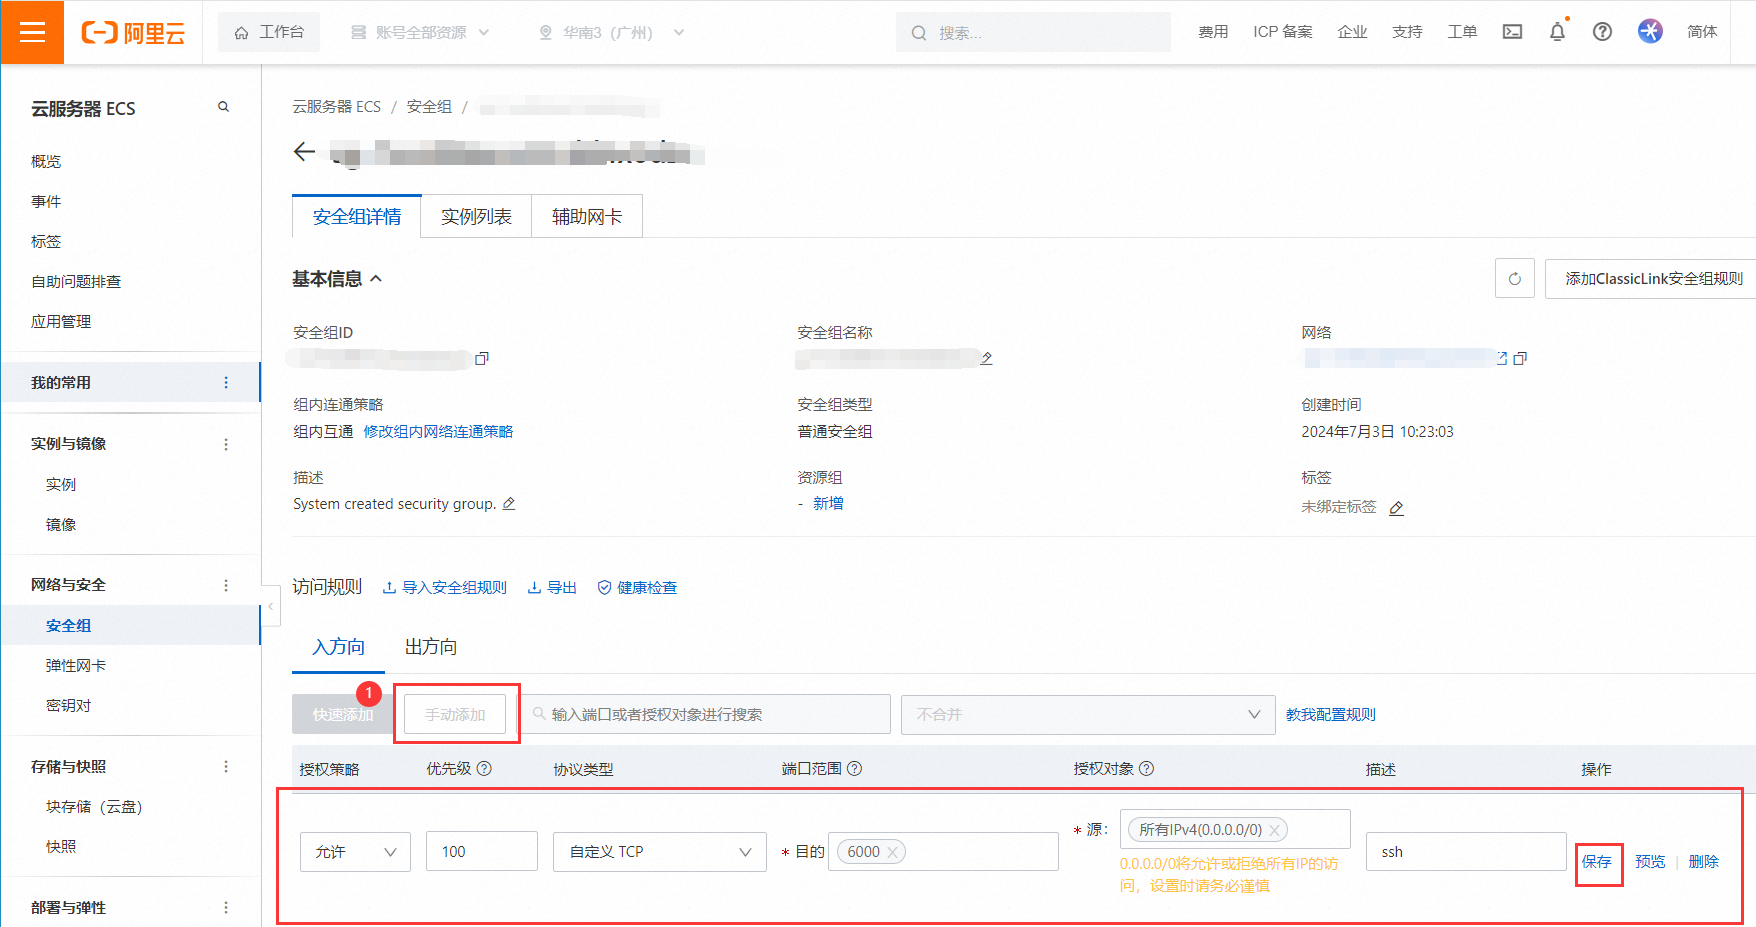 阿里云
工作台
账号全部资源
华南3（广州）
搜索...
费用
ICP 备案
企业
支持
工单
简体
云服务器 ECS
概览
事件
标签
自助问题排查
应用管理
我的常用
实例与镜像
实例
镜像
网络与安全
安全组
弹性网卡
密钥对
存储与快照
块存储（云盘）
快照
部署与弹性
云服务器 ECS / 安全组 /
安全组详情
实例列表
辅助网卡
基本信息
添加ClassicLink安全组规则
安全组ID
安全组名称
网络
组内连通策略
安全组类型
创建时间
组内互通 修改组内网络连通策略
普通安全组
2024年7月3日 10:23:03
描述
资源组
标签
System created security group.
- 新增
未绑定标签
访问规则 导入安全组规则 导出 健康检查
入方向 出方向
1
快速添加
手动添加
输入端口或者授权对象进行搜索
不合并
教我配置规则
授权策略 优先级 协议类型 端口范围 授权对象 描述 操作
允许
100
自定义 TCP
* 目的
6000
* 源：
所有IPv4(0.0.0.0/0)
0.0.0.0/0将允许或拒绝所有IP的访
问，设置时请务必谨慎
ssh
保存 预览 | 删除